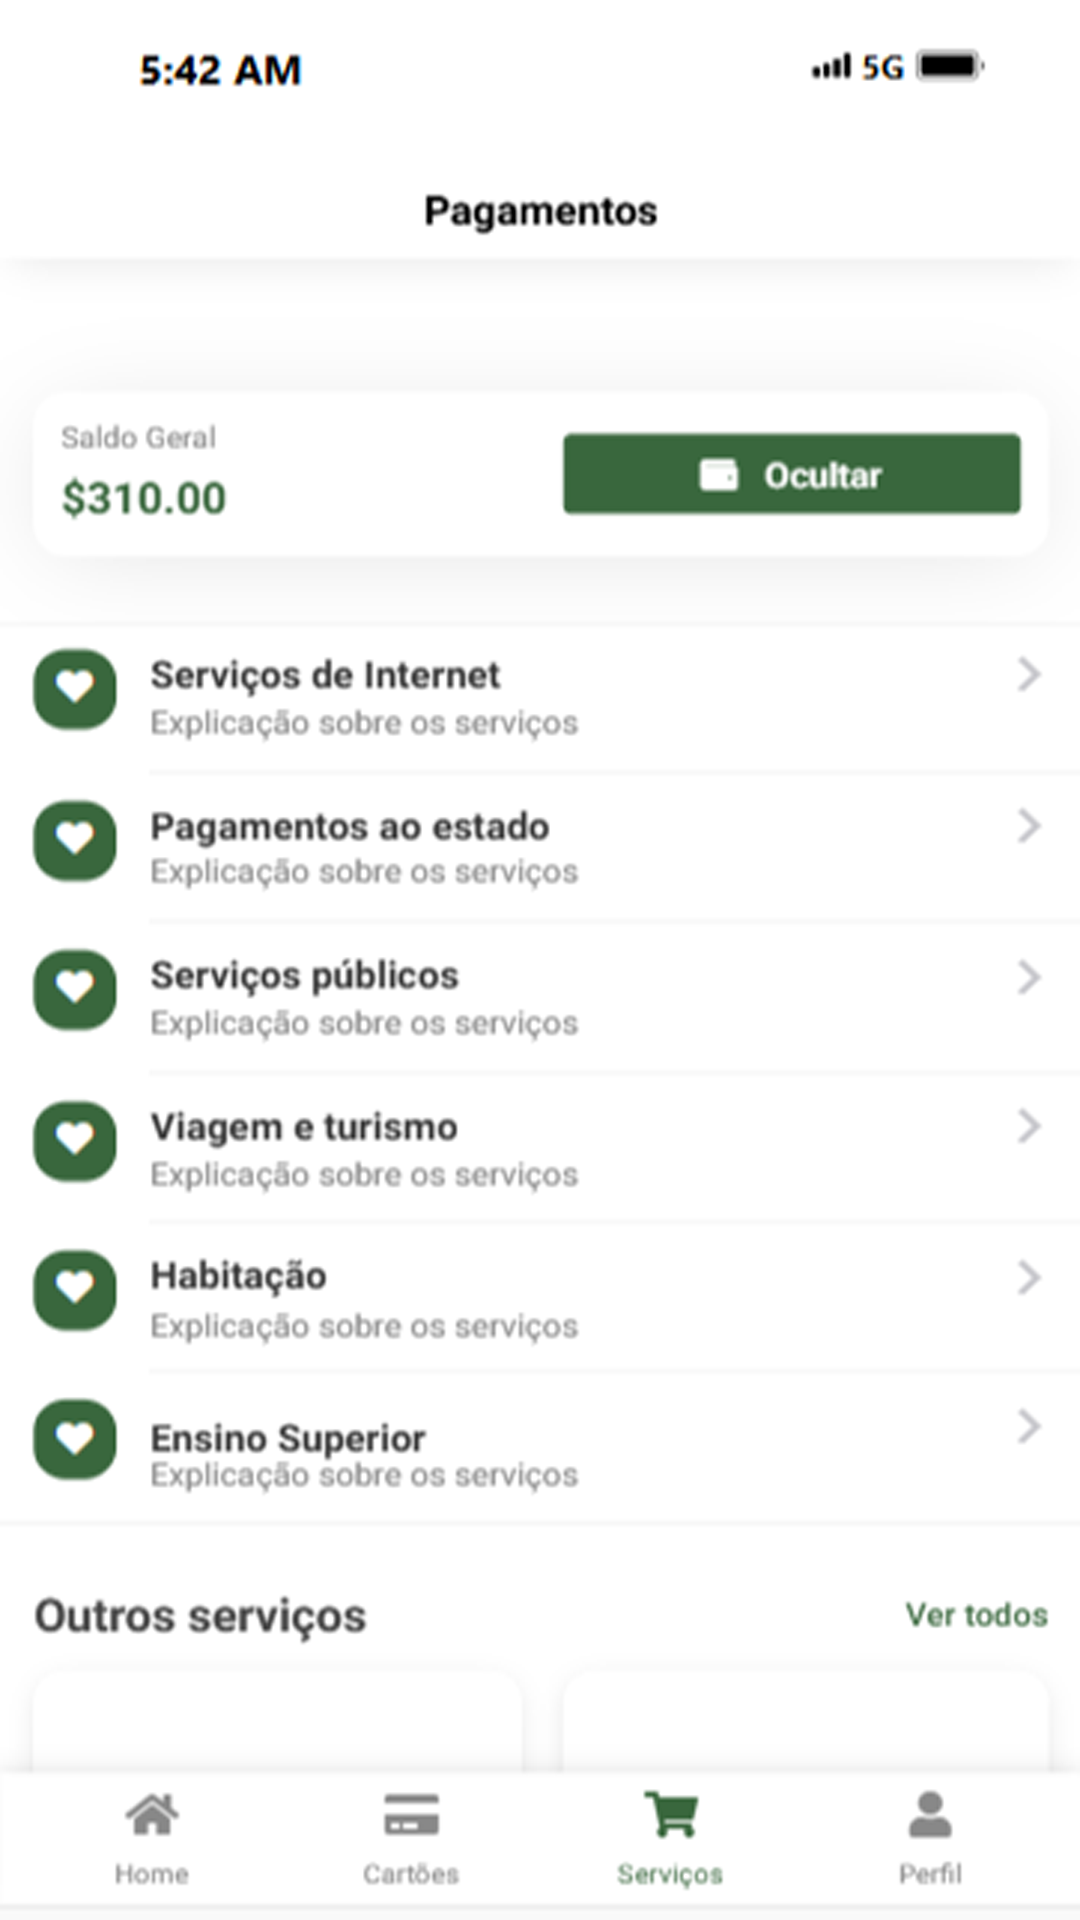 5:42 AM
5G
Pagamentos
Saldo Geral
$310.00
Ocultar
Serviços de Internet
Explicação sobre os serviços
Pagamentos ao estado
Explicação sobre os serviços
Serviços públicos
Explicação sobre os serviços
Viagem e turismo
Explicação sobre os serviços
Habitação
Explicação sobre os serviços
Ensino Superior
Explicação sobre os serviços
Outros serviços
Ver todos
Home
Cartões
Serviços
Perfil